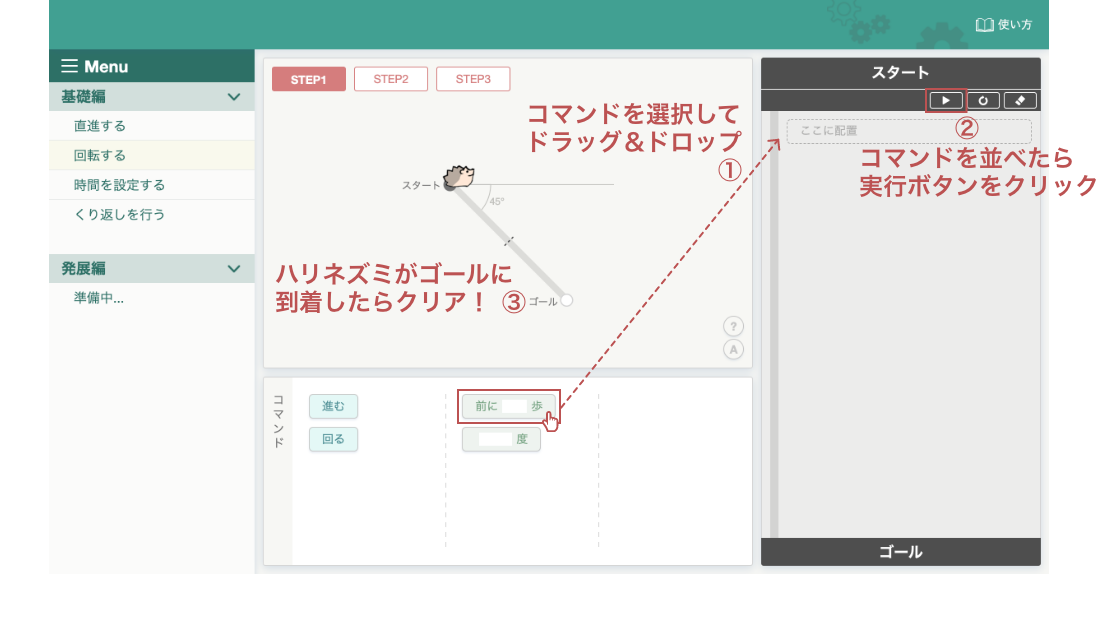 使い方
Menu
基礎編
直進する
回転する
時間を設定する
くり返しを行う
発展編
準備中...
STEP1
STEP2
STEP3
コマンドを選択して
ドラッグ＆ドロップ
①
スタート
45°
ハリネズミがゴールに
到着したらクリア！ ③
ゴール
?
A
コマンド
進む
回る
前に 歩
度
スタート
ここに配置
②
コマンドを並べたら
実行ボタンをクリック
ゴール